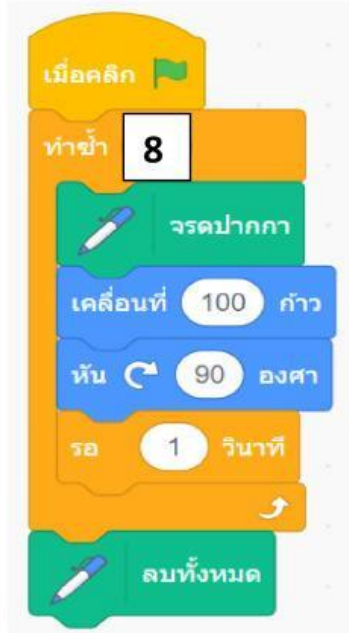 เมื่อคลิก
ทำซ้ำ 8
จรดปากกา
เคลื่อนที่ 100 ก้าว
หัน 90 องศา
รอ 1 วินาที
ลบทั้งหมด